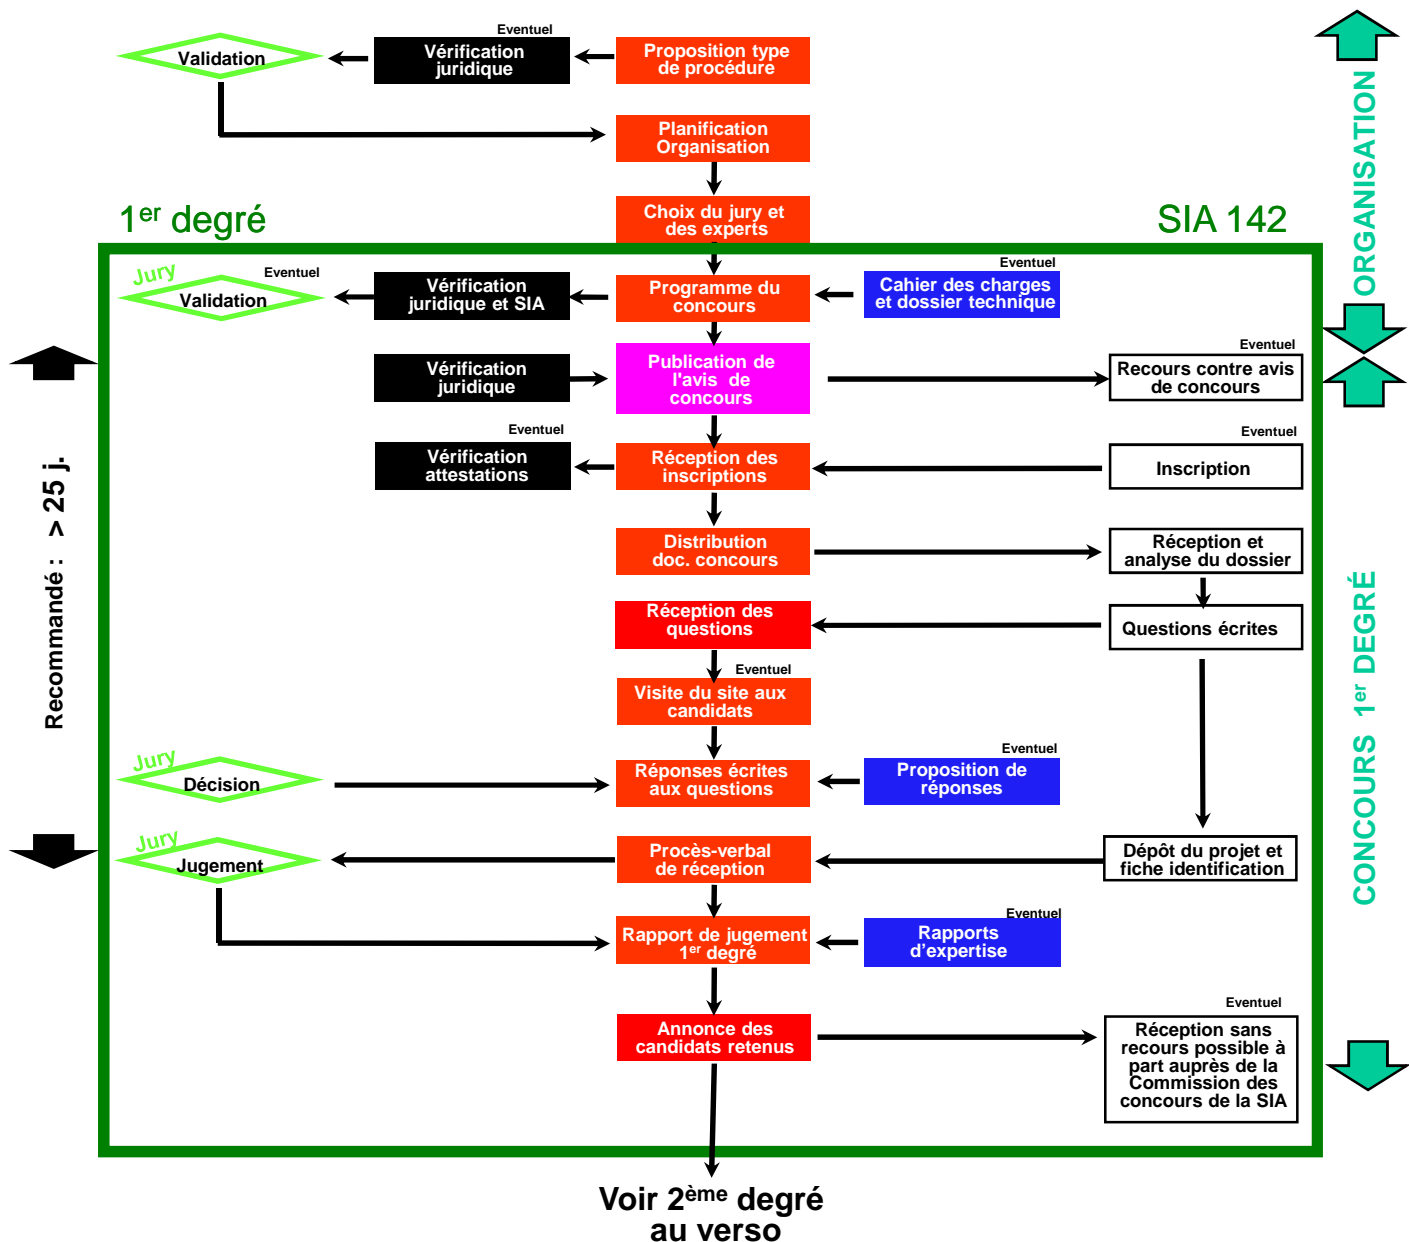 Eventuel
Validation
Vérification
juridique
Proposition type
de procédure
Planification
Organisation
Choix du jury et
des experts
1er degré
SIA 142
ORGANISATION
Jury
Validation
Eventuel
Vérification
juridique et SIA
Programme du
concours
Eventuel
Cahier des charges
et dossier technique
Vérification
juridique
Publication de
l'avis de
concours
Eventuel
Recours contre avis
de concours
Eventuel
Vérification
attestations
Réception des
inscriptions
Eventuel
Inscription
Distribution
doc. concours
Réception et
analyse du dossier
Recommandé : > 25 j.
Réception des
questions
Questions écrites
CONCOURS 1er DEGRÉ
Eventuel
Visite du site aux
candidats
Jury
Décision
Réponses écrites
aux questions
Eventuel
Proposition de
réponses
Jury
Jugement
Procès-verbal
de réception
Dépôt du projet et
fiche identification
Rapport de jugement
1er degré
Eventuel
Rapports
d'expertise
Annonce des
candidats retenus
Eventuel
Réception sans
recours possible à
part auprès de la
Commission des
concours de la SIA
Voir 2ème degré
au verso